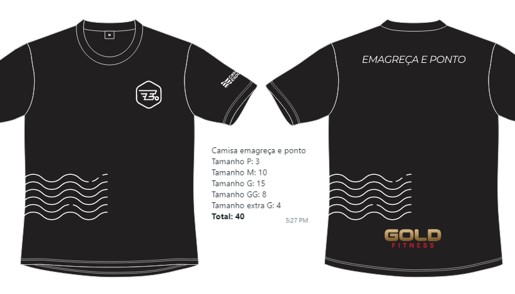 EMAGREÇA E PONTO
Camisa emagreça e ponto
Tamanho P: 3
Tamanho M: 10
Tamanho G: 15
Tamanho GG: 8
Tamanho extra G: 4
Total: 40
5:27 PM
GOLD
FITNESS